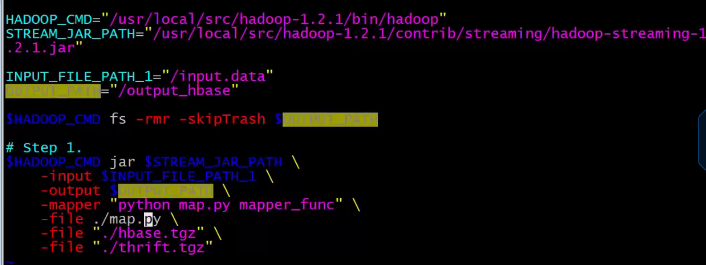 HADOOP_CMD="/usr/local/src/hadoop-1.2.1/bin/hadoop"
STREAM_JAR_PATH="/usr/local/src/hadoop-1.2.1/contrib/streaming/hadoop-streaming-1
.2.1.jar"
INPUT_FILE_PATH_1="/input.data"
OUTPUT_PATH="/output_hbase"
$HADOOP_CMD fs -rmr -skipTrash $OUTPUT_PATH
# Step 1.
$HADOOP_CMD jar $STREAM_JAR_PATH \
-input $INPUT_FILE_PATH_1 \
-output $OUTPUT_PATH \
-mapper "python map.py mapper_func" \
-file ./map.py \
-file "./hbase.tgz" \
-file "./thrift.tgz"